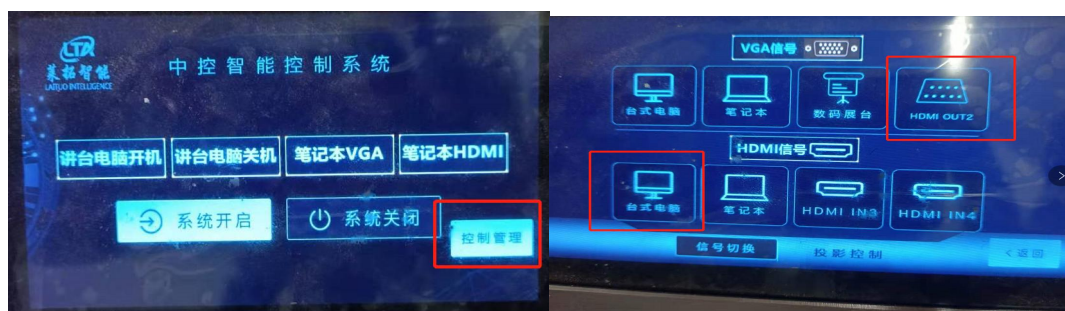 LTA
莱拓智能
LAITUO INTELLIGENCE
中控智能控制系统
讲台电脑开机 讲台电脑关机 笔记本VGA 笔记本HDMI
系统开启 系统关闭
控制管理
VGA信号
台式电脑 笔记本 数码展台 HDMI OUT2
HDMI信号
台式电脑 笔记本 HDMI IN3 HDMI IN4
信号切换 投影控制 <返回